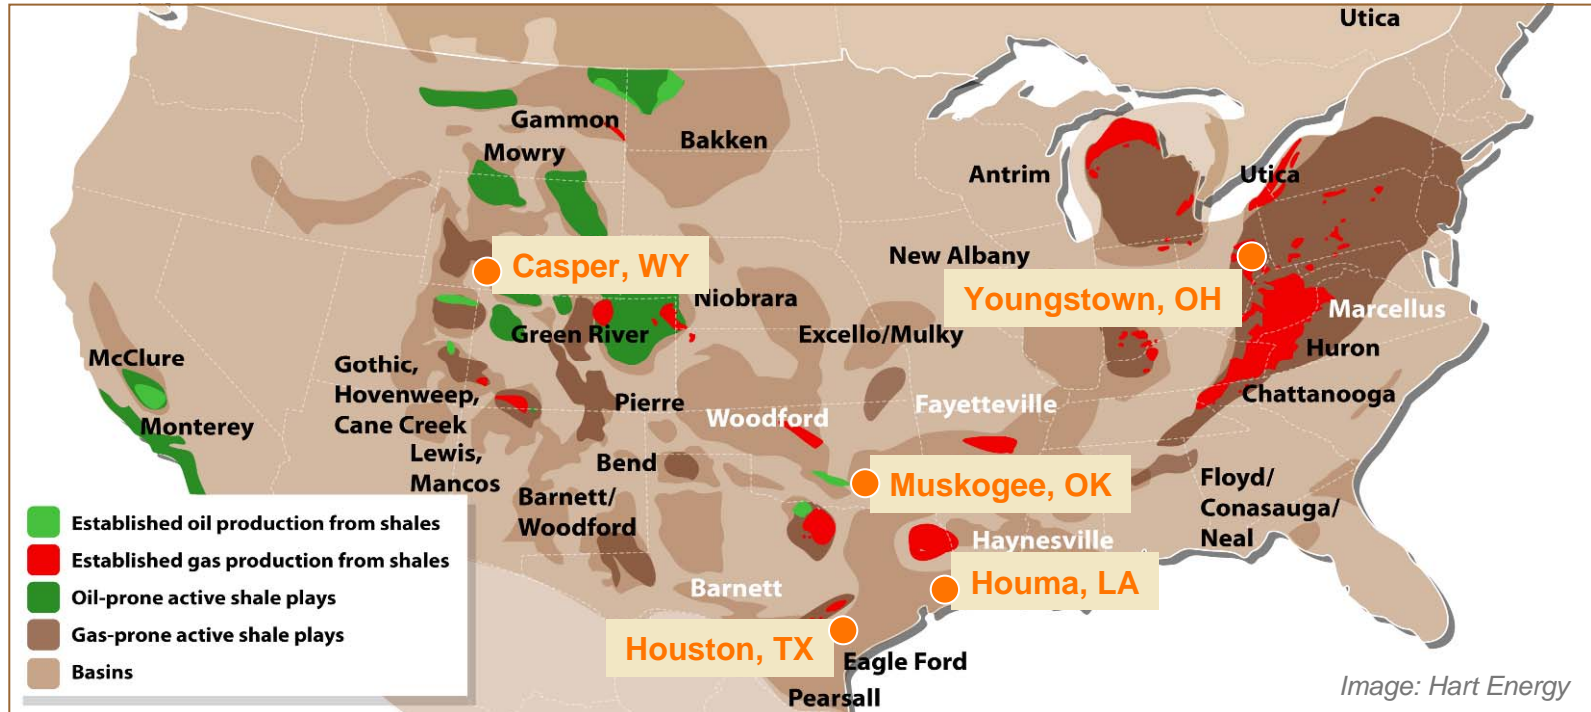 Utica
Gammon
Mowry
Bakken
Antrim
Utica
New Albany
Casper, WY
Youngstown, OH
Niobrara
Green River
Excello/Mulky
Marcellus
Huron
McClure
Gothic,
Hovenweep,
Cane Creek
Chattanooga
Monterey
Pierre
Woodford
Fayetteville
Lewis,
Mancos
Bend
Muskogee, OK
Floyd/
Conasauga/
Neal
Barnett/
Woodford
Haynesville
Barnett
Houma, LA
Houston, TX
Eagle Ford
Pearsall
Established oil production from shales
Established gas production from shales
Oil-prone active shale plays
Gas-prone active shale plays
Basins
Image: Hart Energy